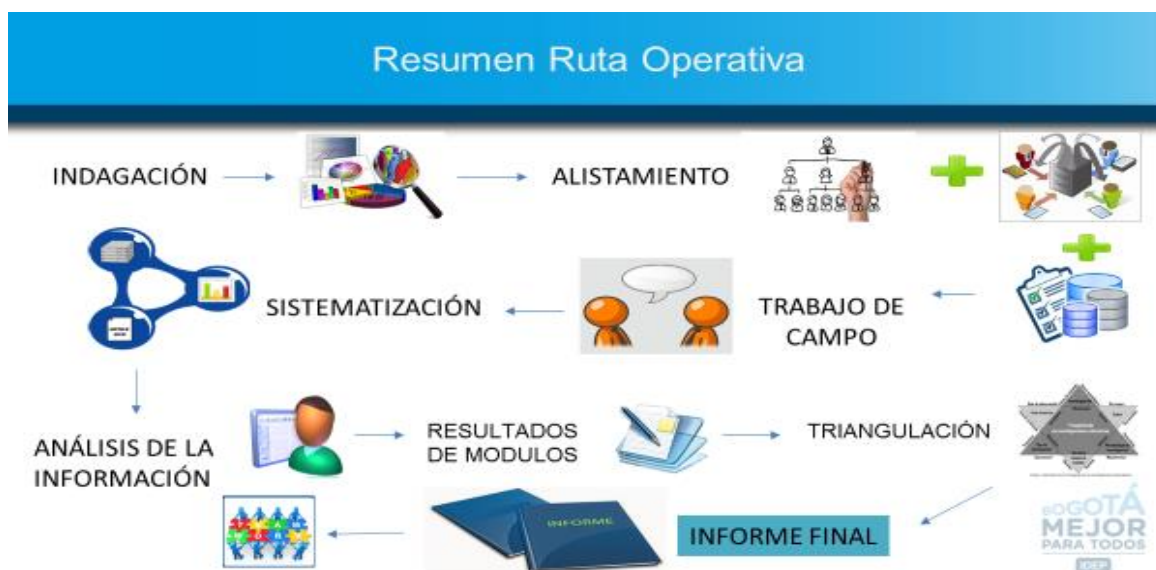 Resumen Ruta Operativa
INDAGACIÓN
ALISTAMIENTO
SISTEMATIZACIÓN
TRABAJO DE
CAMPO
ANÁLISIS DE LA
INFORMACIÓN
RESULTADOS
DE MODULOS
TRIANGULACIÓN
INFORME
INFORME FINAL
BOGOTÁ
MEJOR
PARA TODOS
IDEP